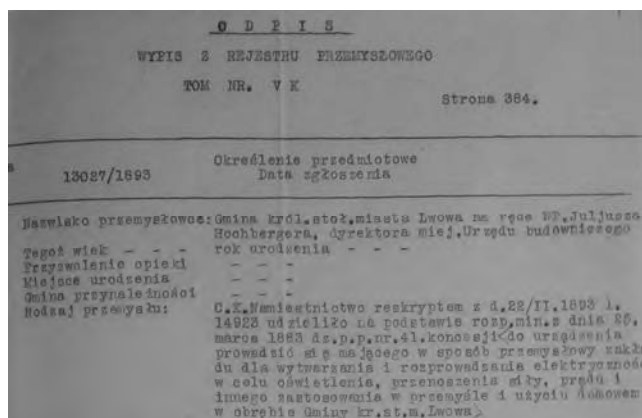 O D P I S
WYPIS Z REJESTRU PRZEMYSŁOWEGO
TOM NR. V K
Strona 384.
13027/1893
Określenie przedmiotowe
Data zgłoszenia
Nazwisko przemysłowca: Gmina król.stoł.miasta Lwowa na ręce WP.Juljusza
Hochbergera, dyrektora miej.Urzędu budowniczego
Tegoż wiek - - - rok urodzenia - - -
Przyzwolenie opieki - - -
Miejsce urodzenia - - -
Gmina przynależności - - -
Rodzaj przemysłu: C.K.Namiestnictwo reskryptem z d.22/II.1893 l.
14923 udzieliło na podstawie rozp.min.z dnia 25.
marca 1883 dz.p.p.nr.41.koncesji<do urządzenia
prowadzić się mającego w sposób przemysłowy zakła
du dla wytwarzania i rozprowadzania elektrycznośc
w celu oświetlenia, przenoszenia siły, prądu i
innego zastosowania w przemyśle i użyciu domowem
w obrębie Gminy kr.st.m.Lwowa)